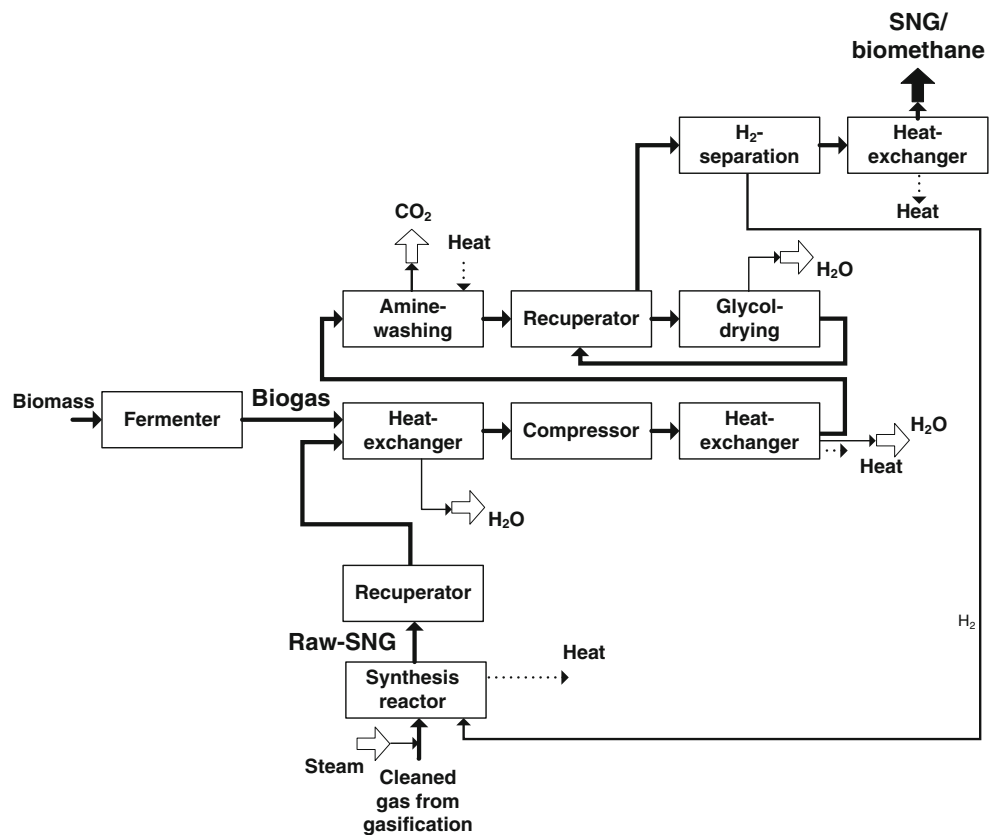 SNG/
biomethane
H₂-
separation
Heat-
exchanger
Heat
CO₂
Heat
H₂O
Amine-
washing
Recuperator
Glycol-
drying
Biomass
Fermenter
Biogas
Heat-
exchanger
Compressor
Heat-
exchanger
H₂O
Heat
H₂O
Recuperator
H₂
Raw-SNG
Heat
Synthesis
reactor
Steam
Cleaned
gas from
gasification